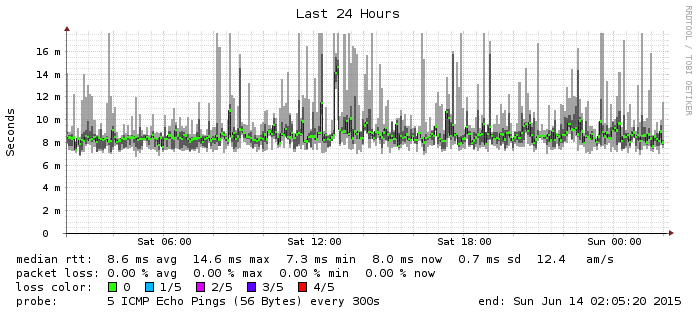 Last 24 Hours
RRDTOOL / TOBI OETIKER
Seconds
16 m
14 m
12 m
10 m
8 m
6 m
4 m
2 m
0
Sat 06:00 Sat 12:00 Sat 18:00 Sun 00:00
median rtt: 8.6 ms avg 14.6 ms max 7.3 ms min 8.0 ms now 0.7 ms sd 12.4 am/s
packet loss: 0.00 % avg 0.00 % max 0.00 % min 0.00 % now
loss color: 0 1/5 2/5 3/5 4/5
probe: 5 ICMP Echo Pings (56 Bytes) every 300s end: Sun Jun 14 02:05:20 2015